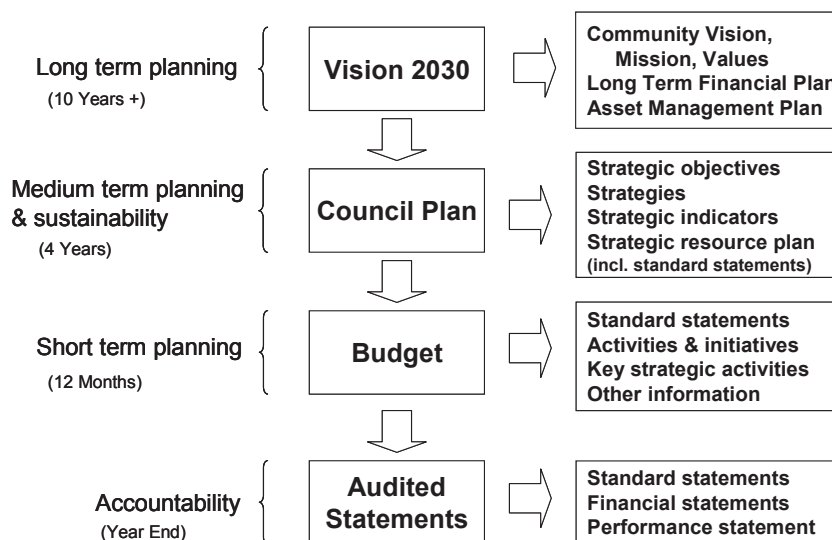 Long term planning
(10 Years +)
Vision 2030
Community Vision,
Mission, Values
Long Term Financial Plan
Asset Management Plan
Medium term planning
& sustainability
(4 Years)
Council Plan
Strategic objectives
Strategies
Strategic indicators
Strategic resource plan
(incl. standard statements)
Short term planning
(12 Months)
Budget
Standard statements
Activities & initiatives
Key strategic activities
Other information
Accountability
(Year End)
Audited
Statements
Standard statements
Financial statements
Performance statement